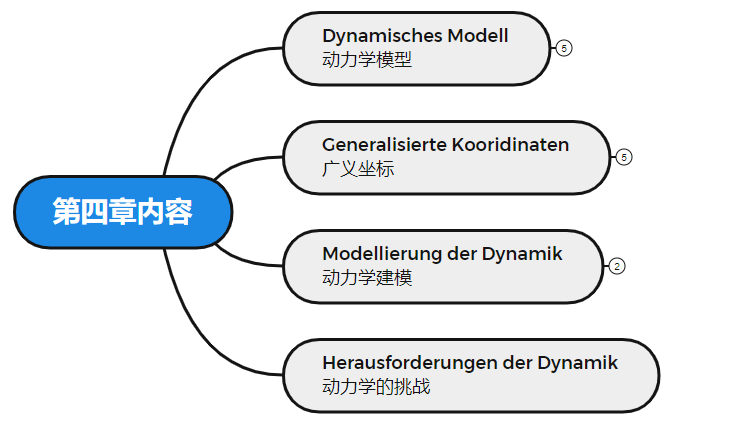 第四章内容
Dynamisches Modell
动力学模型
5
Generalisierte Kooridinaten
广义坐标
5
Modellierung der Dynamik
动力学建模
2
Herausforderungen der Dynamik
动力学的挑战